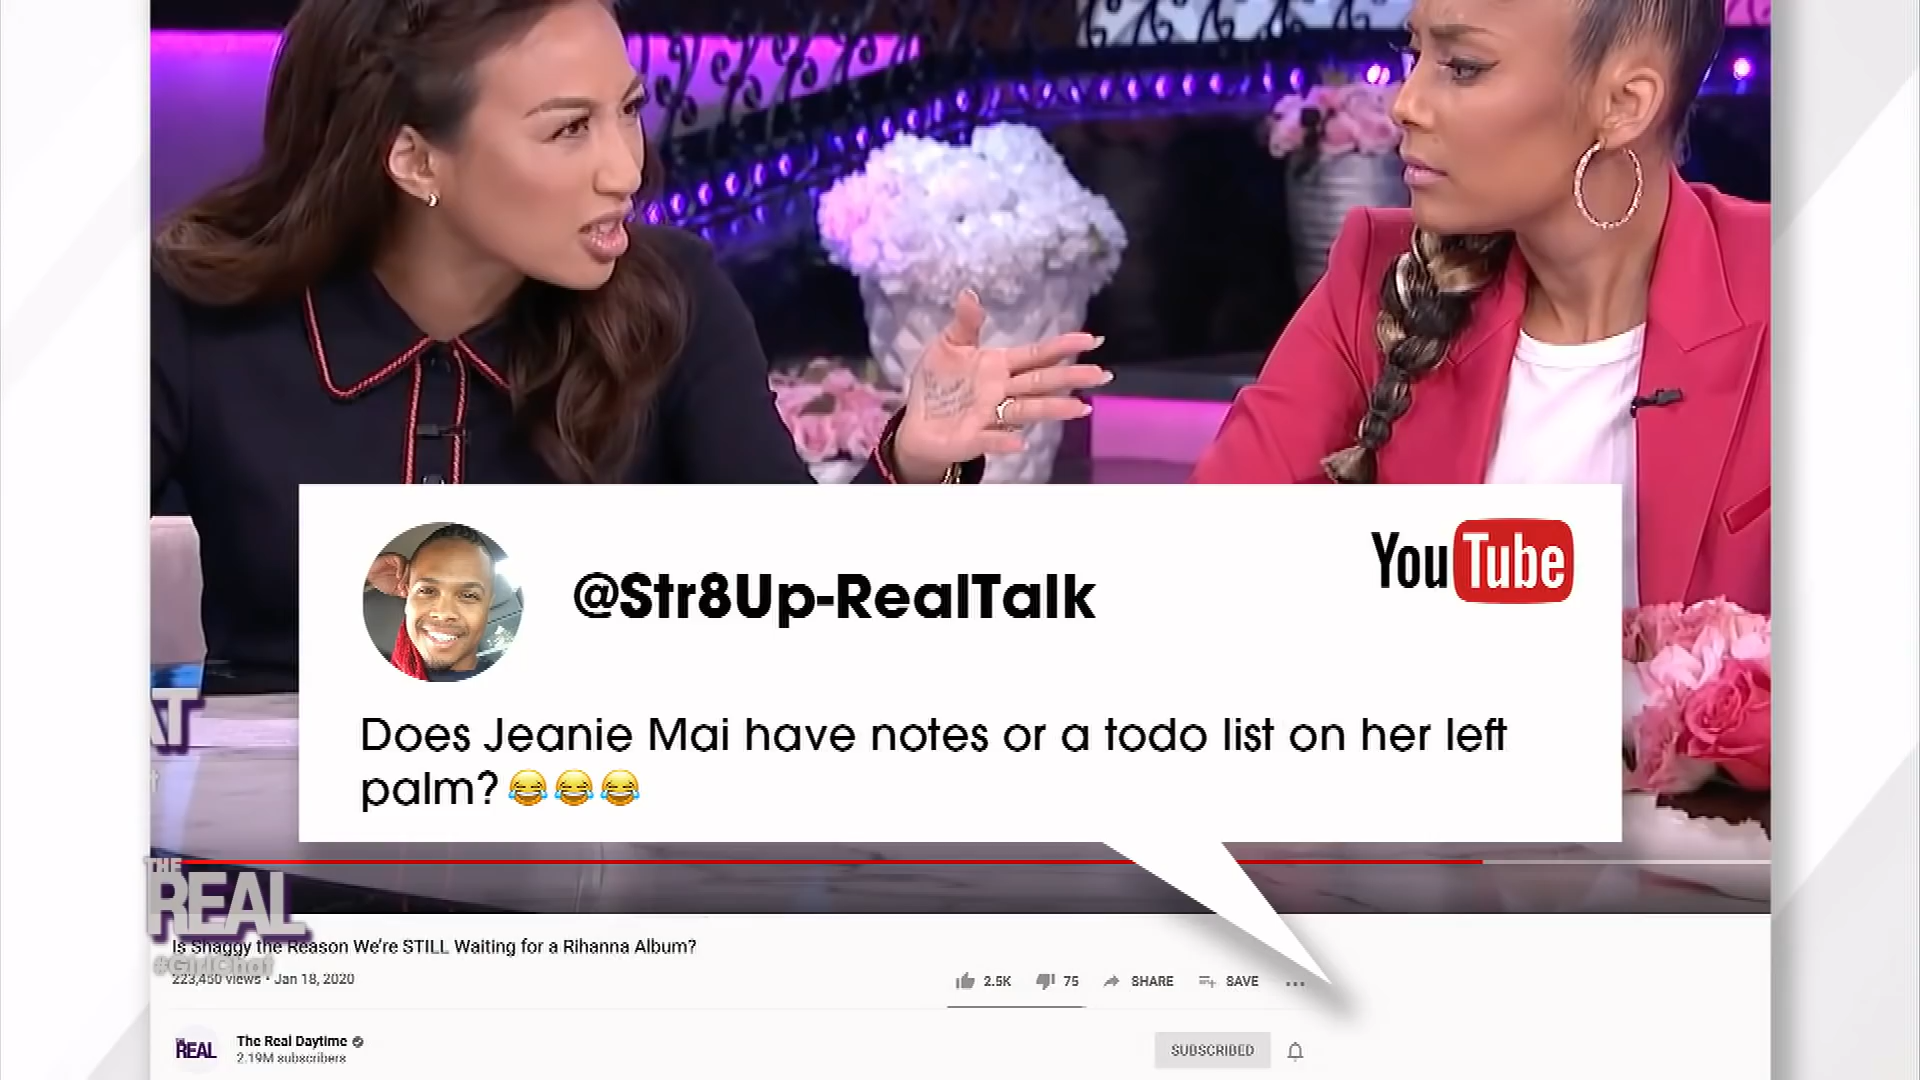 @Str8Up-RealTalk
YouTube
Does Jeanie Mai have notes or a todo list on her left
palm? 😂😂😂
THE
REAL
#GirlChat
Is Shaggy the Reason We're STILL Waiting for a Rihanna Album?
223,450 views • Jan 18, 2020
2.5K
75
SHARE
SAVE
THE REAL
The Real Daytime
2.19M subscribers
SUBSCRIBED